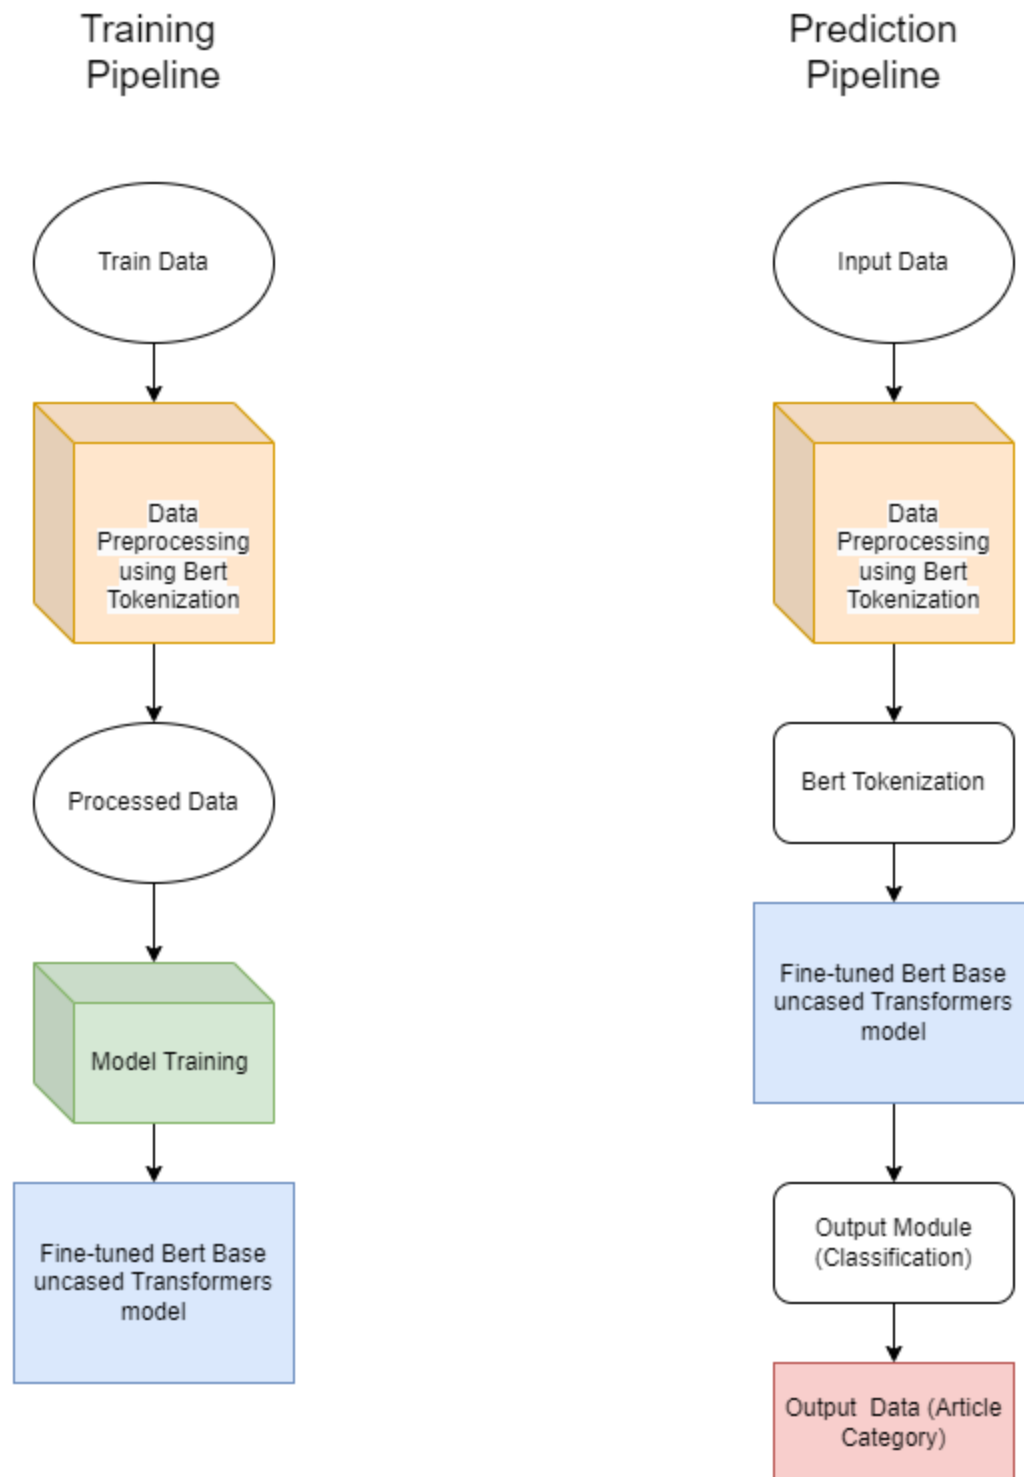 Training
Pipeline
Train Data
Data
Preprocessing
using Bert
Tokenization
Processed Data
Model Training
Fine-tuned Bert Base
uncased Transformers
model
Prediction
Pipeline
Input Data
Data
Preprocessing
using Bert
Tokenization
Bert Tokenization
Fine-tuned Bert Base
uncased Transformers
model
Output Module
(Classification)
Output Data (Article
Category)